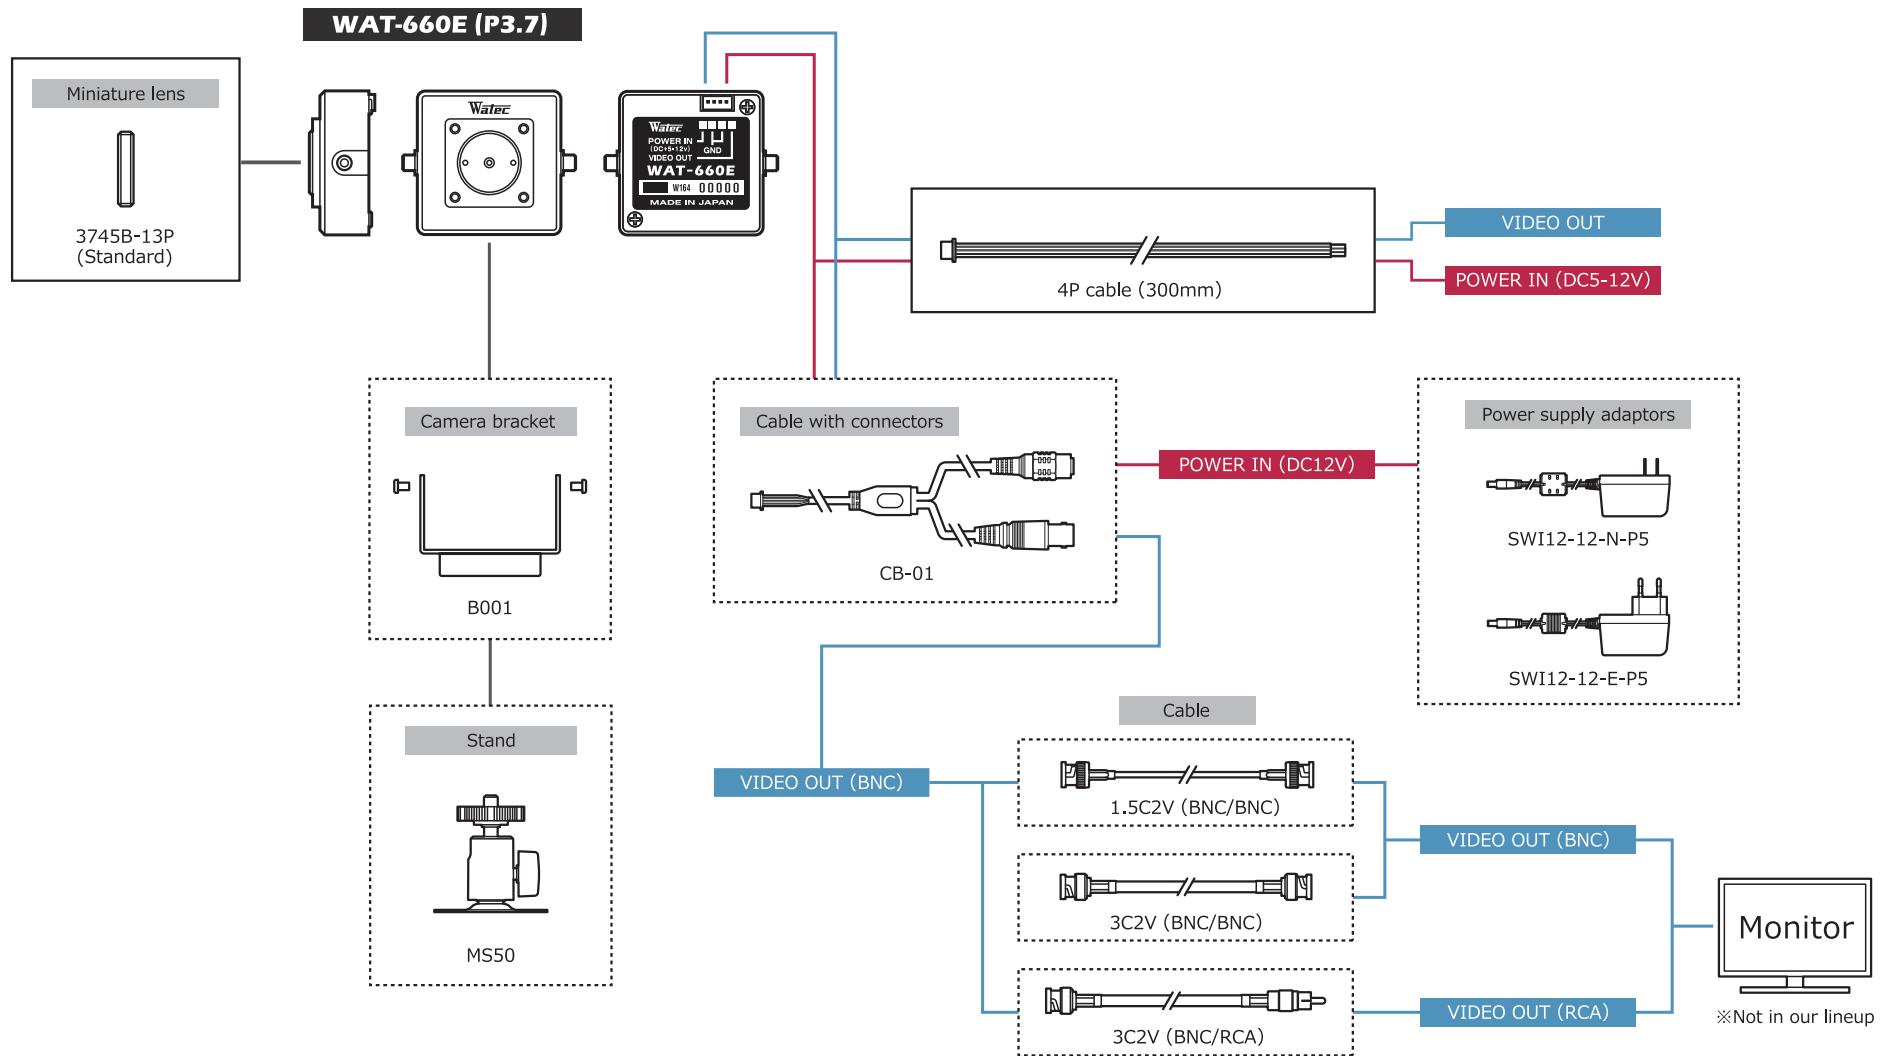 WAT-660E (P3.7)
Miniature lens
3745B-13P
(Standard)
Watec
Watec
POWER IN
(DC+5-12v)
GND
VIDEO OUT
WAT-660E
W164 00000
MADE IN JAPAN
4P cable (300mm)
VIDEO OUT
POWER IN (DC5-12V)
Camera bracket
B001
Stand
MS50
Cable with connectors
CB-01
POWER IN (DC12V)
Power supply adaptors
SWI12-12-N-P5
SWI12-12-E-P5
VIDEO OUT (BNC)
Cable
1.5C2V (BNC/BNC)
3C2V (BNC/BNC)
3C2V (BNC/RCA)
VIDEO OUT (BNC)
VIDEO OUT (RCA)
Monitor
※Not in our lineup